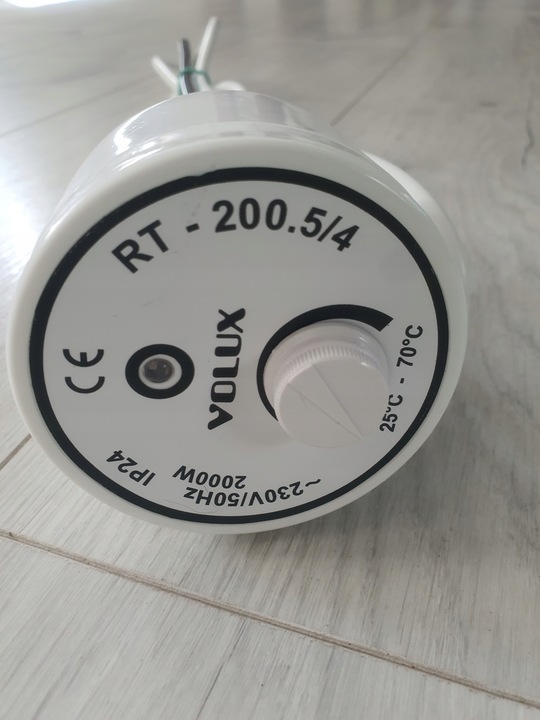 RT - 200.5/4
CE
VOLUX
25°C - 70°C
IP24
~230V/50Hz
2000W